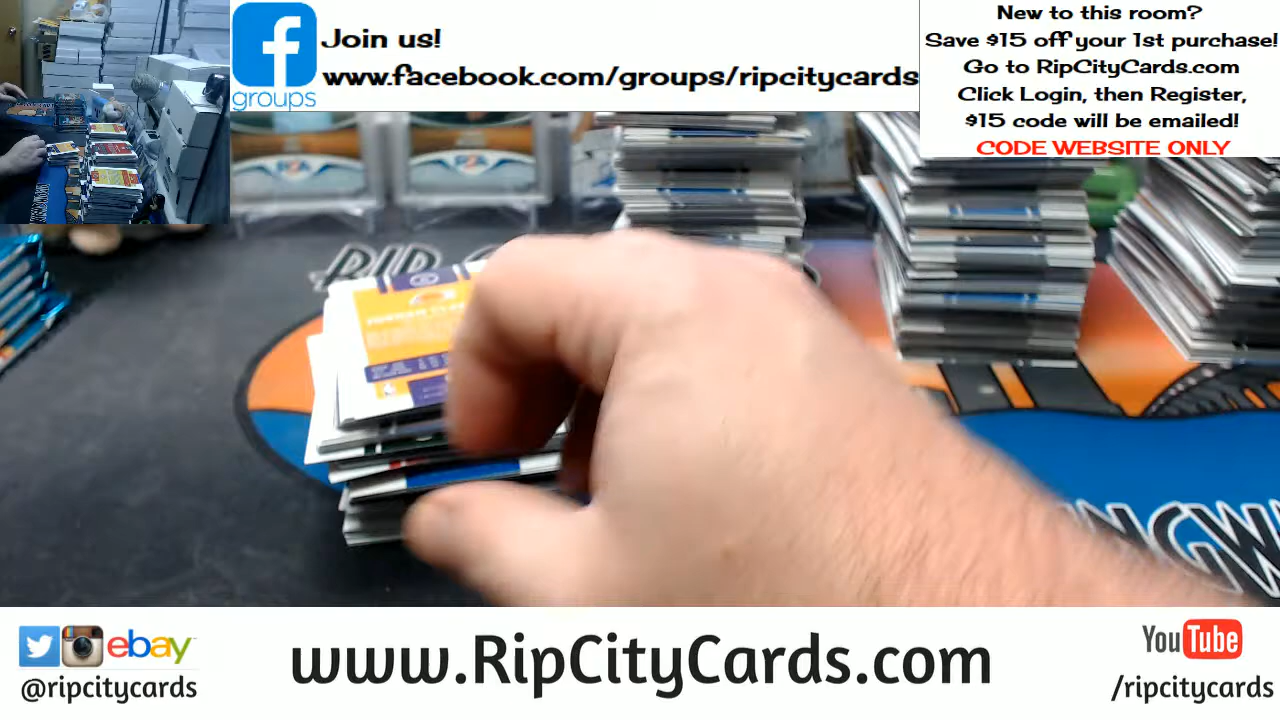 Join us!
www.facebook.com/groups/ripcitycards
groups
New to this room?
Save $15 off your 1st purchase!
Go to RipCityCards.com
Click Login, then Register,
$15 code will be emailed!
CODE WEBSITE ONLY
RIP
ebay
@ripcitycards
www.RipCityCards.com
YouTube
/ripcitycards